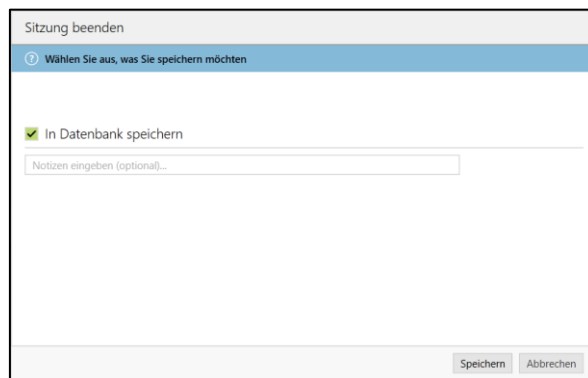 Sitzung beenden
Wählen Sie aus, was Sie speichern möchten
In Datenbank speichern
Notizen eingeben (optional)...
Speichern Abbrechen